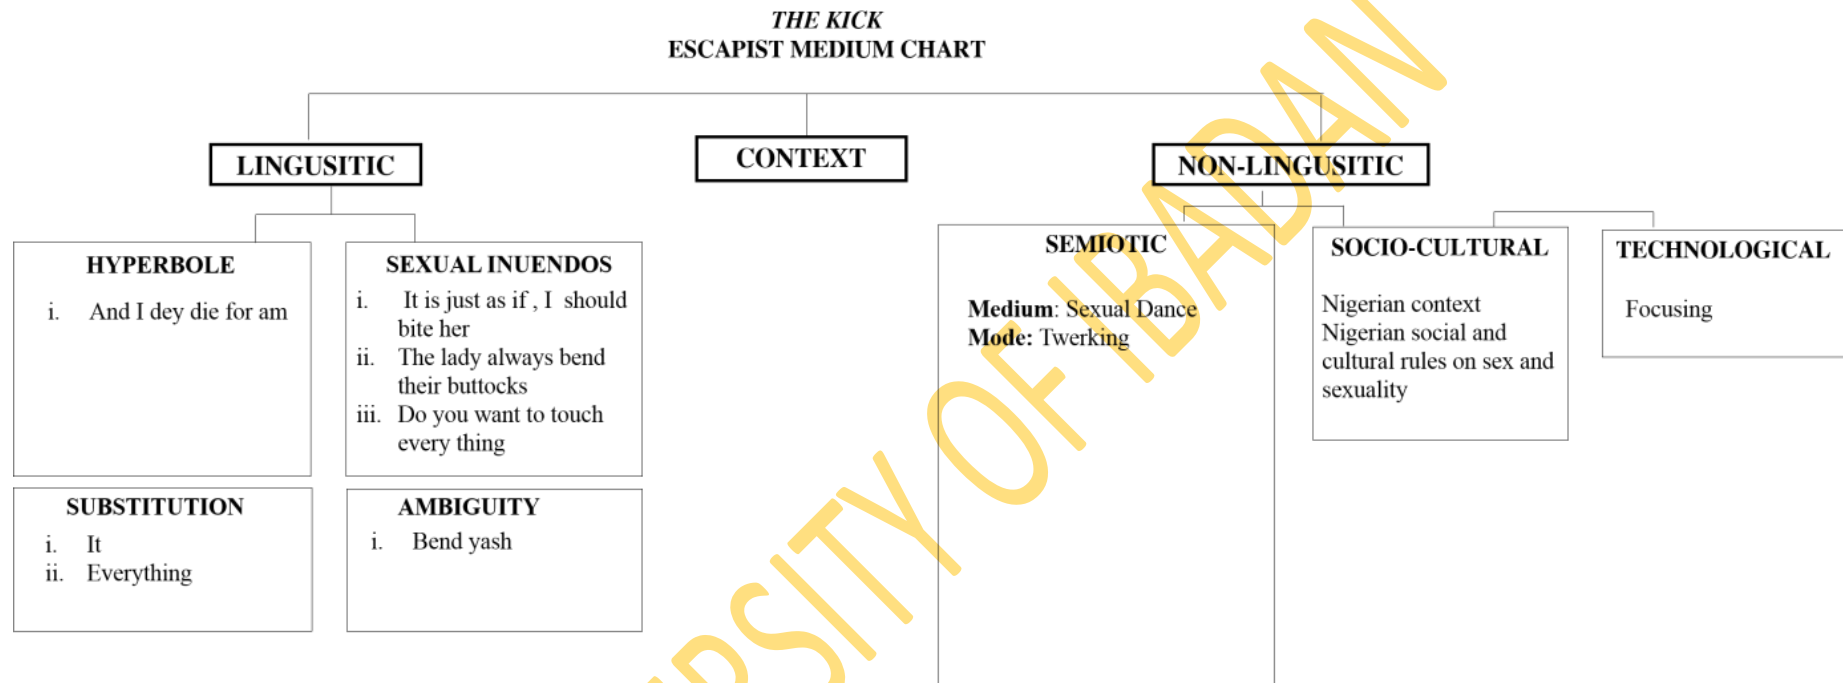 THE KICK
ESCAPIST MEDIUM CHART
LINGUSITIC
CONTEXT
NON-LINGUSITIC
HYPERBOLE
i. And I dey die for am
SEXUAL INUENDOS
i. It is just as if , I should
bite her
ii. The lady always bend
their buttocks
iii. Do you want to touch
every thing
SUBSTITUTION
i. It
ii. Everything
AMBIGUITY
i. Bend yash
SEMIOTIC
Medium: Sexual Dance
Mode: Twerking
SOCIO-CULTURAL
Nigerian context
Nigerian social and
cultural rules on sex and
sexuality
TECHNOLOGICAL
Focusing
ERSITY OF IBADAN